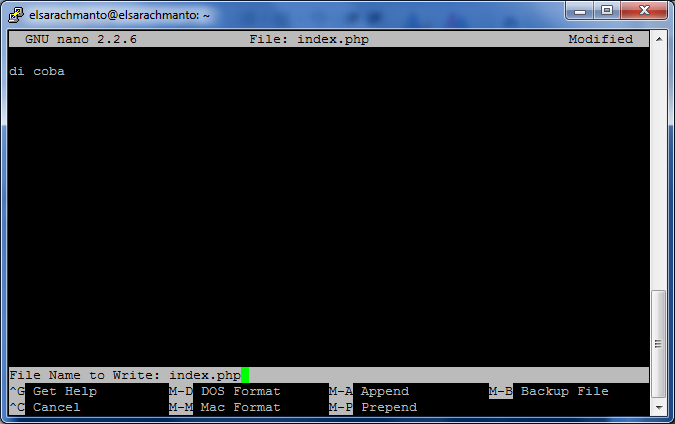 elsarachmanto@elsarachmanto: ~
GNU nano 2.2.6 File: index.php Modified
di coba
File Name to Write: index.php
^G Get Help M-D DOS Format M-A Append M-B Backup File
^C Cancel M-M Mac Format M-P Prepend